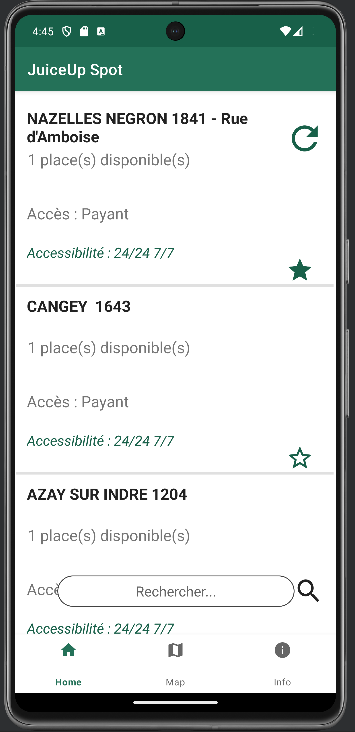 4:45
JuiceUp Spot
NAZELLES NEGRON 1841 - Rue
d'Amboise
1 place(s) disponible(s)
Accès : Payant
Accessibilité : 24/24 7/7
CANGEY  1643
1 place(s) disponible(s)
Accès : Payant
Accessibilité : 24/24 7/7
AZAY SUR INDRE 1204
1 place(s) disponible(s)
Accè
Rechercher...
Accessibilité : 24/24 7/7
Home
Map
Info